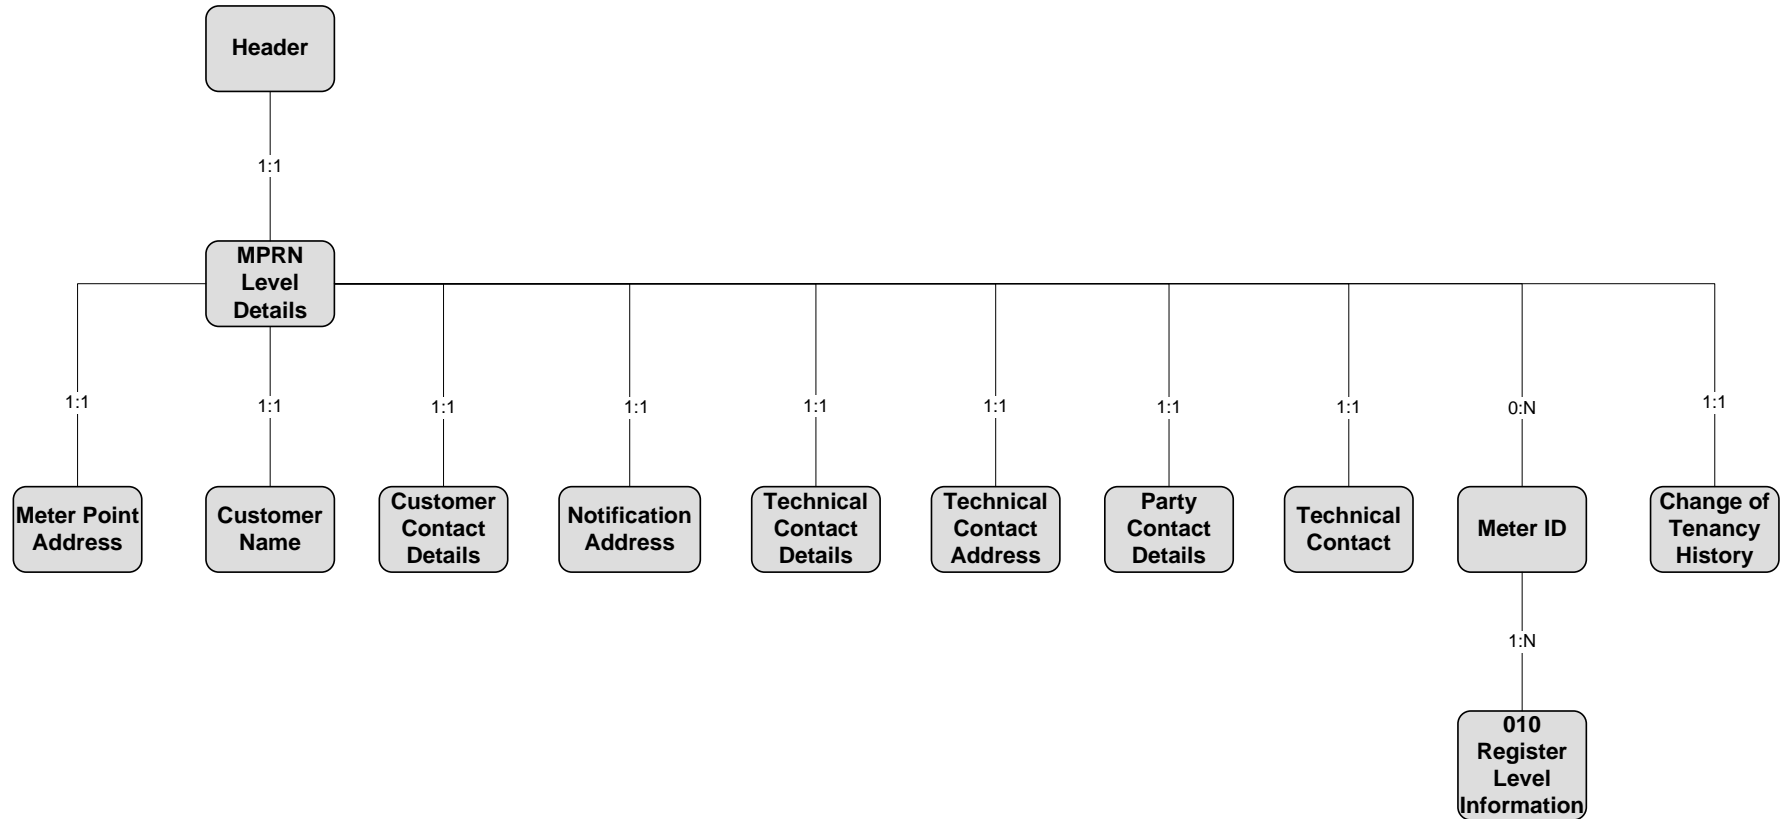 Header
1:1
MPRN
Level
Details
1:1
1:1
1:1
1:1
1:1
1:1
1:1
1:1
0:N
1:1
Meter Point
Address
Customer
Name
Customer
Contact
Details
Notification
Address
Technical
Contact
Details
Technical
Contact
Address
Party
Contact
Details
Technical
Contact
Meter ID
Change of
Tenancy
History
1:N
010
Register
Level
Information